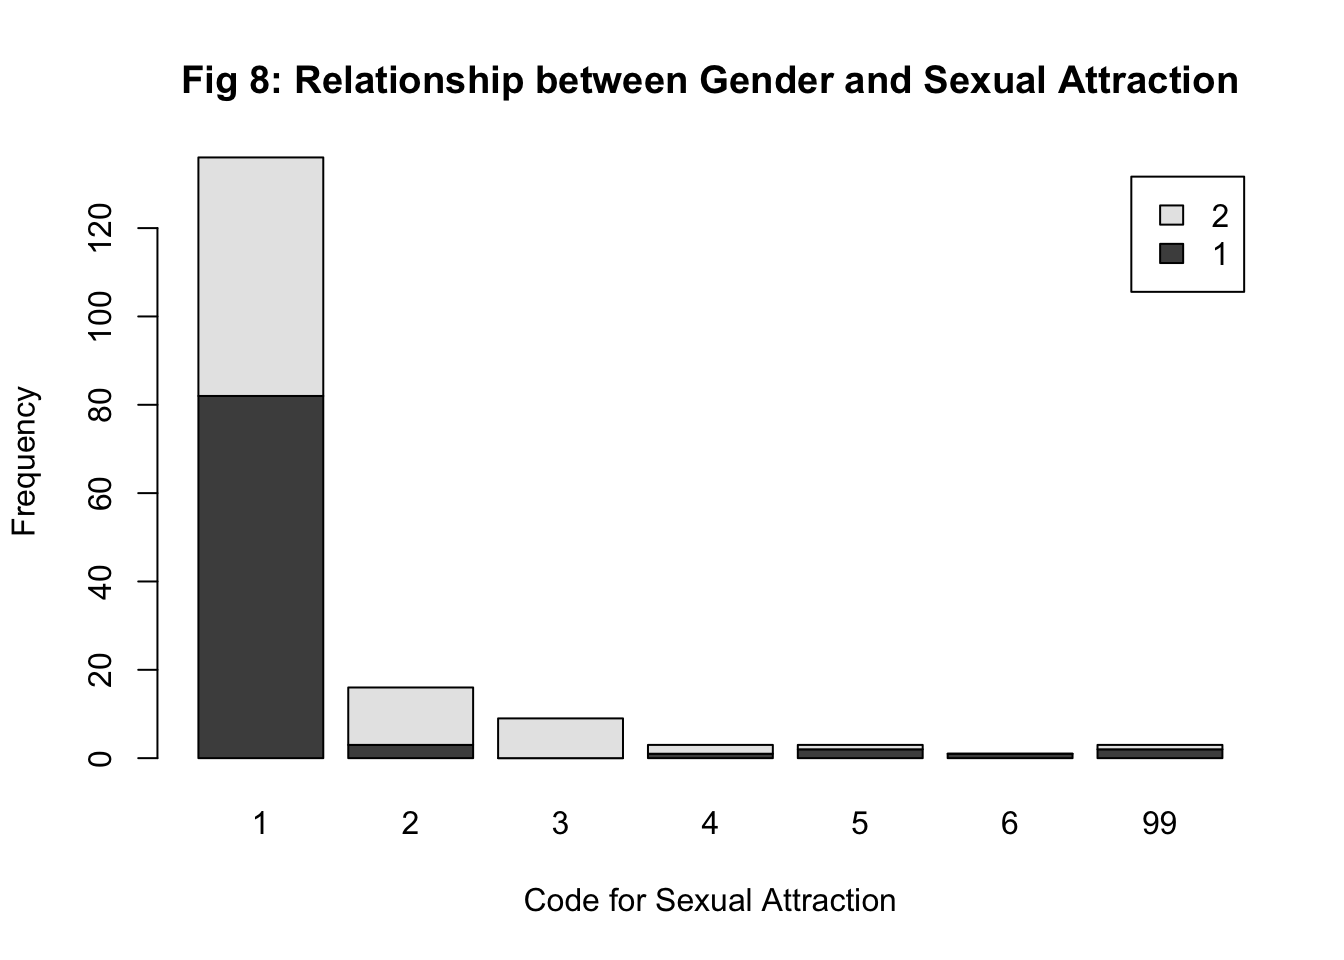 Fig 8: Relationship between Gender and Sexual Attraction
2
1
Frequency
120
100
80
60
40
20
0
1 2 3 4 5 6 99
Code for Sexual Attraction